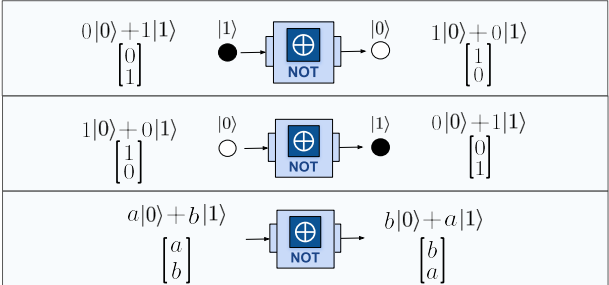 0|0⟩+1|1⟩ |1⟩ |0⟩ 1|0⟩+0|1⟩
[0 1] ⊕ [1 0]
NOT
1|0⟩+0|1⟩ |0⟩ |1⟩ 0|0⟩+1|1⟩
[1 0] ⊕ [0 1]
NOT
a|0⟩+b|1⟩ b|0⟩+a|1⟩
[a b] ⊕ [b a]
NOT